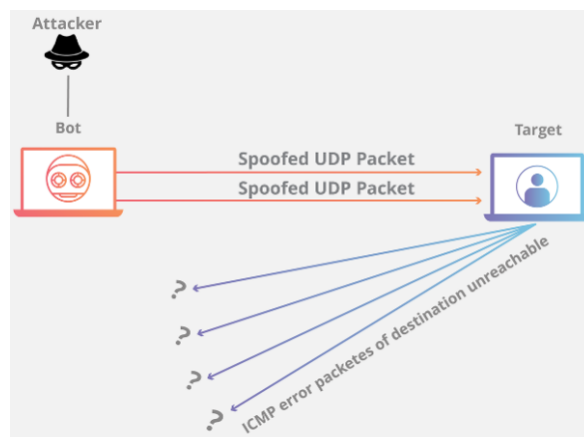 Attacker
Bot
Target
Spoofed UDP Packet
Spoofed UDP Packet
?
?
?
?
ICMP error packetes of destination unreachable